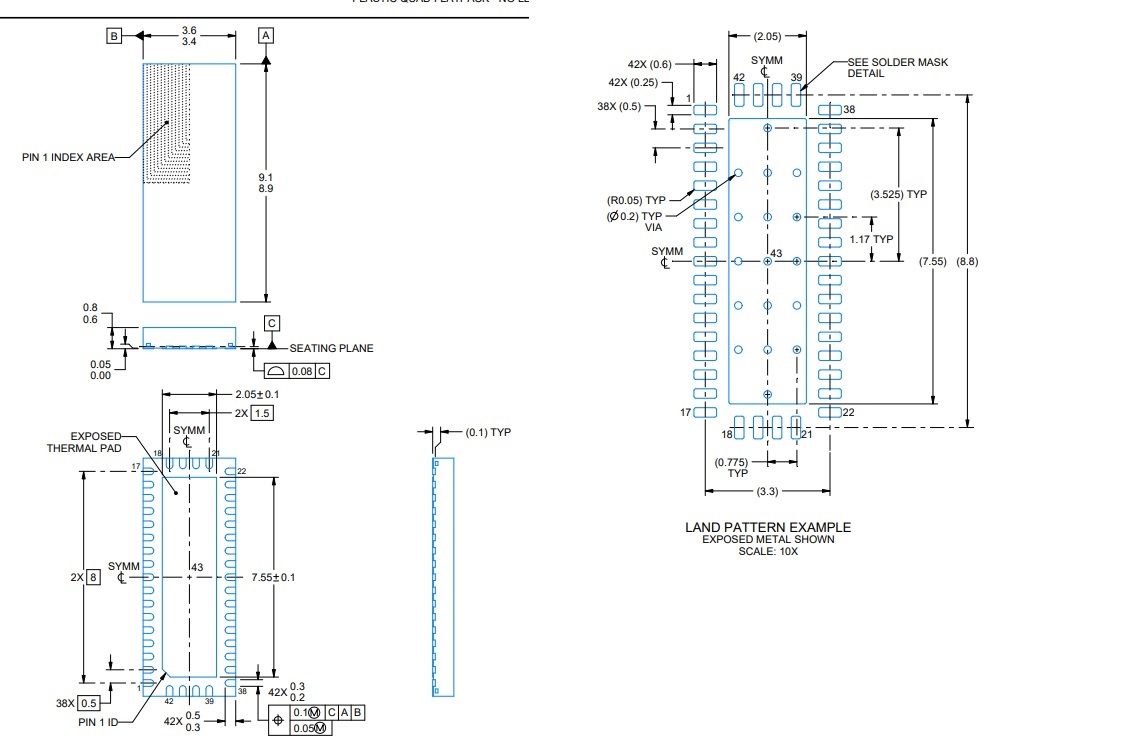 B
3.6
3.4
A
PIN 1 INDEX AREA
9.1
8.9
0.8
0.6
C
SEATING PLANE
0.05
0.00
0.08 C
2.05±0.1
2X 1.5
EXPOSED
THERMAL PAD
SYMM
℄
18
21
17
22
(0.1) TYP
2X 8
SYMM
℄
43
7.55±0.1
1
38
38X 0.5
42
39
PIN 1 ID
42X 0.5
0.3
42X 0.3
0.2
0.1Ⓜ C A B
0.05Ⓜ
(2.05)
42X (0.6)
SYMM
℄
42
39
SEE SOLDER MASK
DETAIL
42X (0.25)
1
38X (0.5)
38
(R0.05) TYP
(Ø0.2) TYP
VIA
(3.525) TYP
1.17 TYP
SYMM
℄
43
(7.55)
(8.8)
17
22
18
21
(0.775)
TYP
(3.3)
LAND PATTERN EXAMPLE
EXPOSED METAL SHOWN
SCALE: 10X